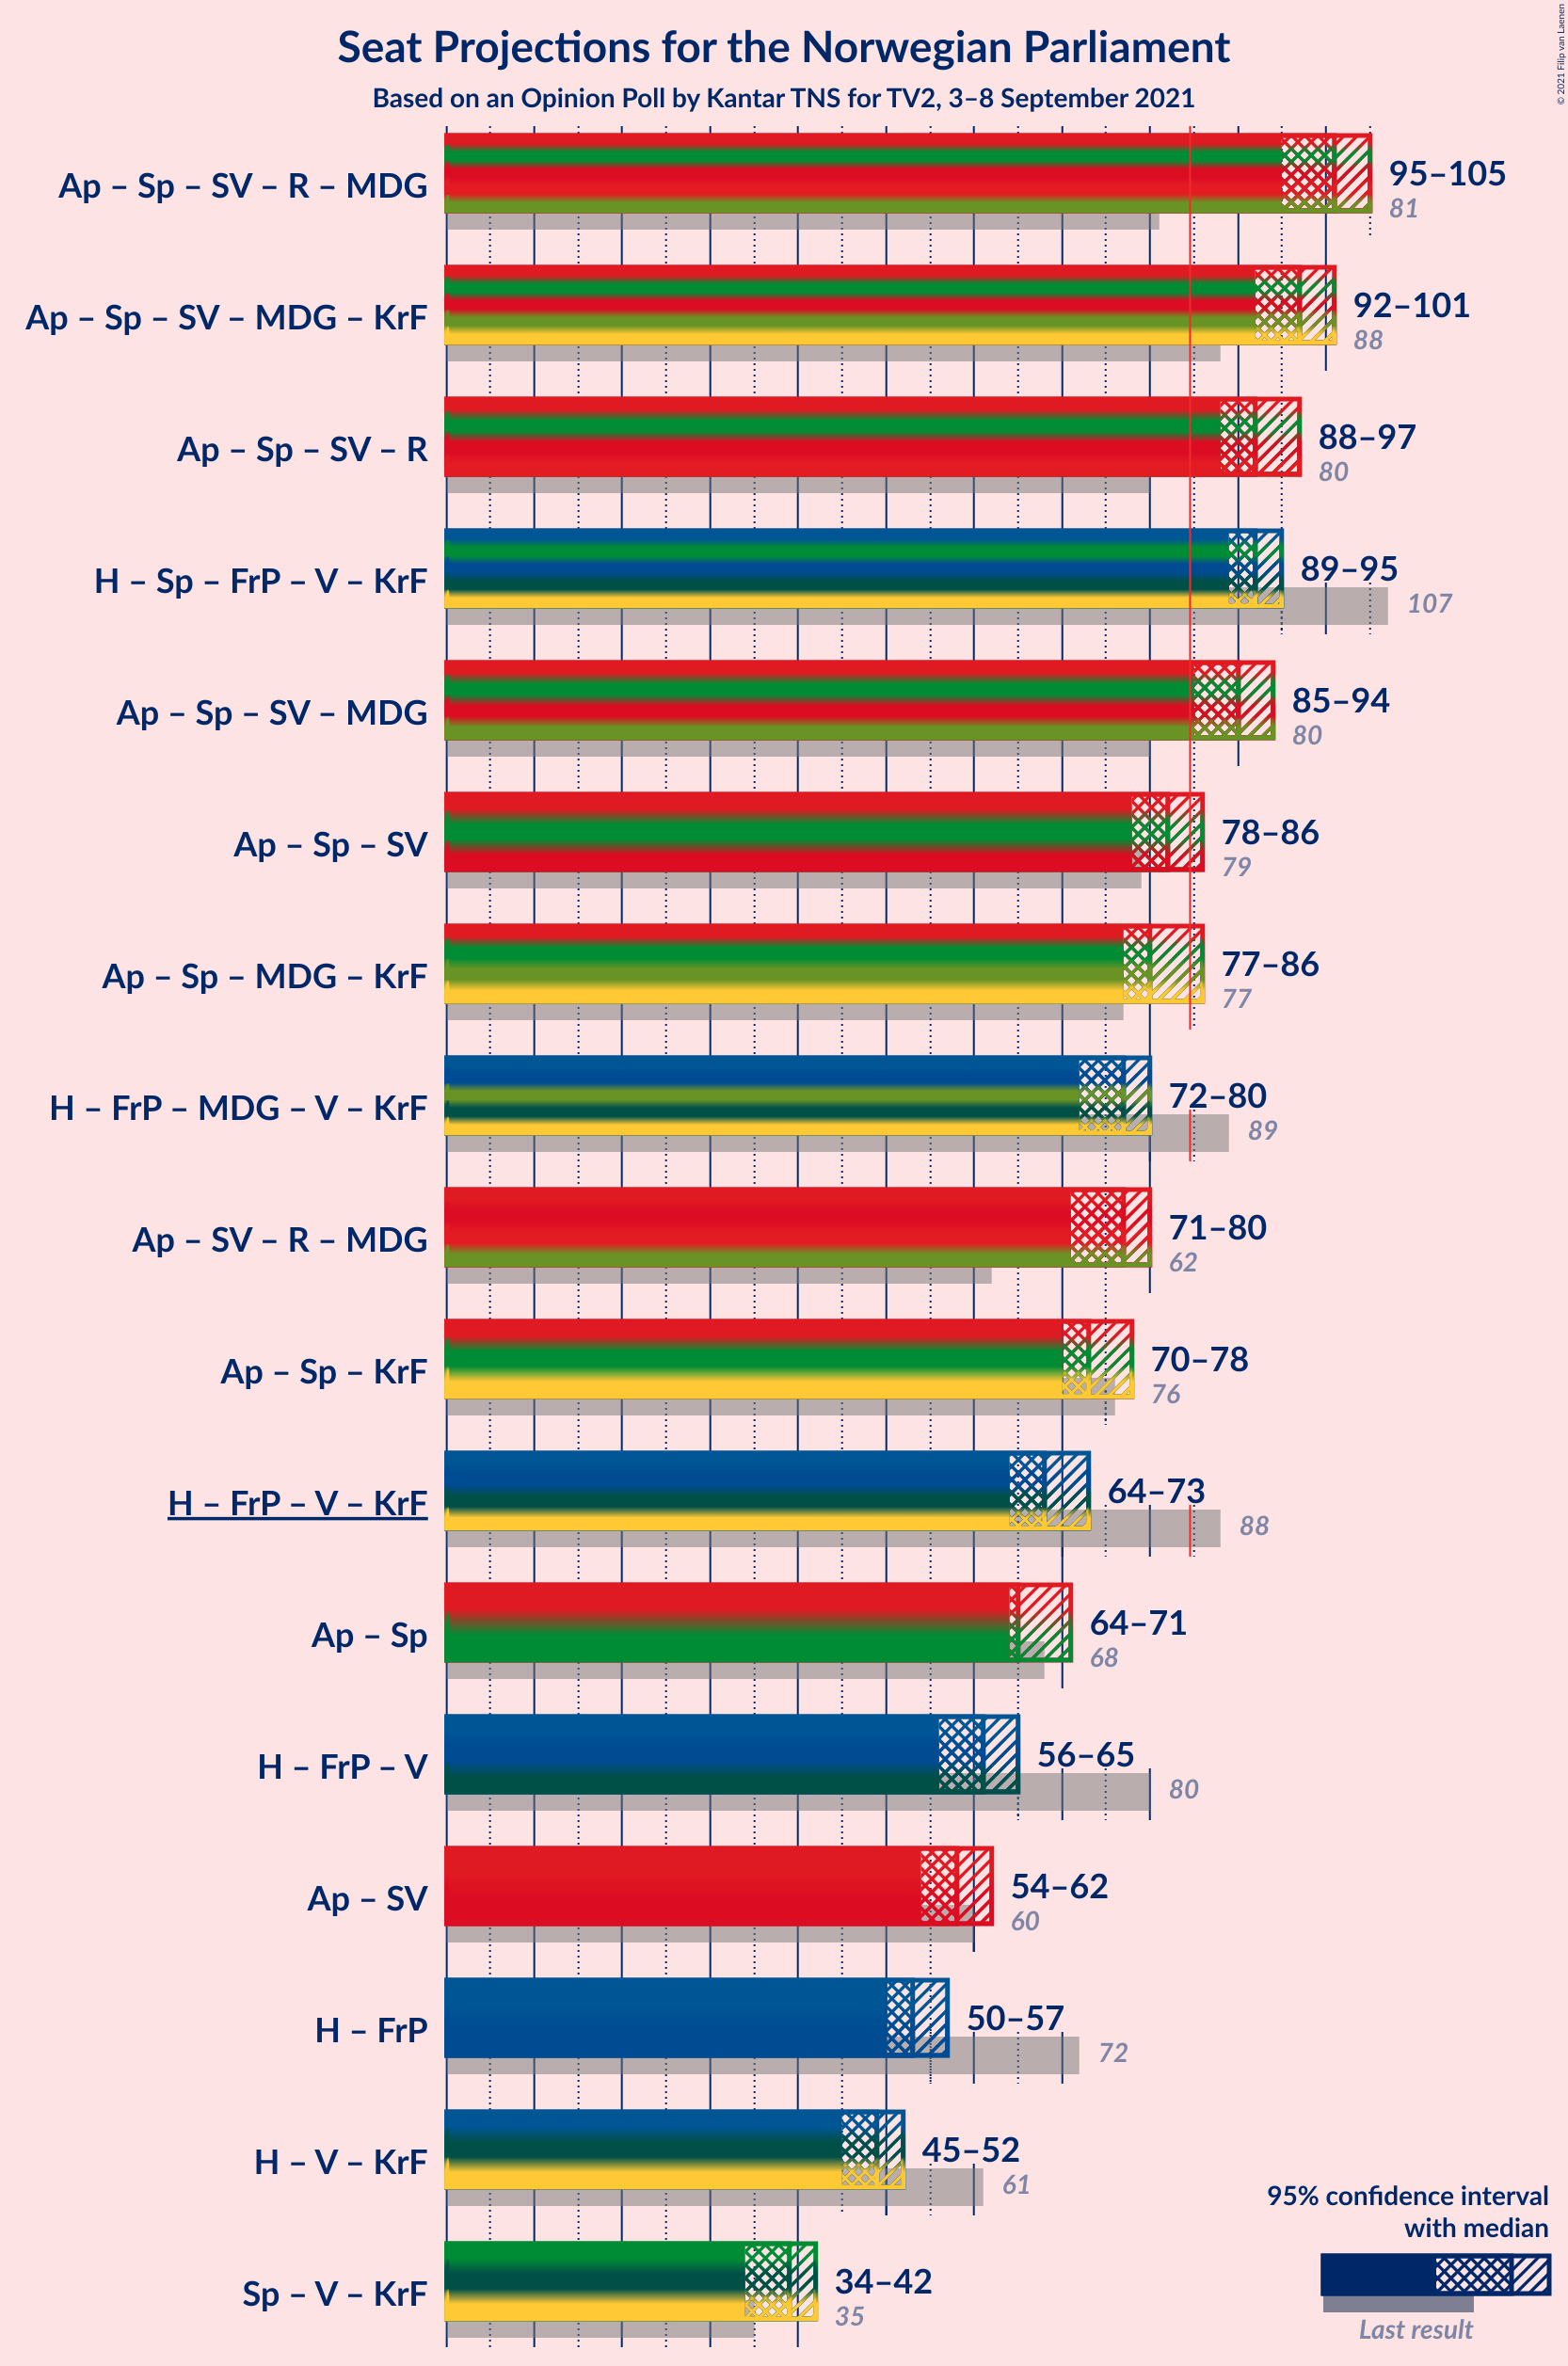 Seat Projections for the Norwegian Parliament
Based on an Opinion Poll by Kantar TNS for TV2, 3–8 September 2021
© 2021 Filip van Laenen
Ap – Sp – SV – R – MDG
95–105
81
Ap – Sp – SV – MDG – KrF
92–101
88
Ap – Sp – SV – R
88–97
80
H – Sp – FrP – V – KrF
89–95
107
Ap – Sp – SV – MDG
85–94
80
Ap – Sp – SV
78–86
79
Ap – Sp – MDG – KrF
77–86
77
H – FrP – MDG – V – KrF
72–80
89
Ap – SV – R – MDG
71–80
62
Ap – Sp – KrF
70–78
76
H – FrP – V – KrF
64–73
88
Ap – Sp
64–71
68
H – FrP – V
56–65
80
Ap – SV
54–62
60
H – FrP
50–57
72
H – V – KrF
45–52
61
Sp – V – KrF
34–42
35
95% confidence interval
with median
Last result